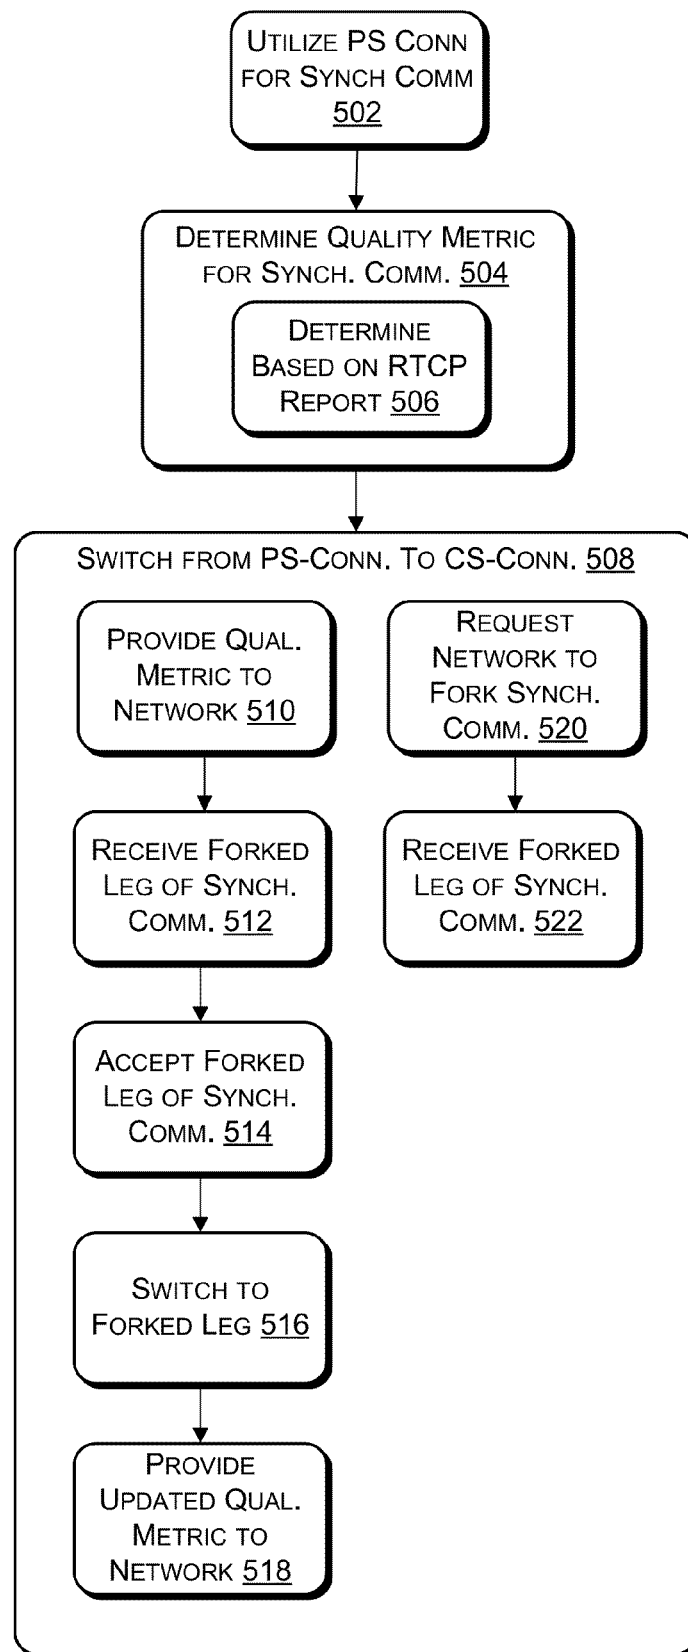 UTILIZE PS CONN
FOR SYNCH COMM
502
DETERMINE QUALITY METRIC
FOR SYNCH. COMM. 504
DETERMINE
BASED ON RTCP
REPORT 506
SWITCH FROM PS-CONN. TO CS-CONN. 508
PROVIDE QUAL.
METRIC TO
NETWORK 510
RECEIVE FORKED
LEG OF SYNCH.
COMM. 512
ACCEPT FORKED
LEG OF SYNCH.
COMM. 514
SWITCH TO
FORKED LEG 516
PROVIDE
UPDATED QUAL.
METRIC TO
NETWORK 518
REQUEST
NETWORK TO
FORK SYNCH.
COMM. 520
RECEIVE FORKED
LEG OF SYNCH.
COMM. 522